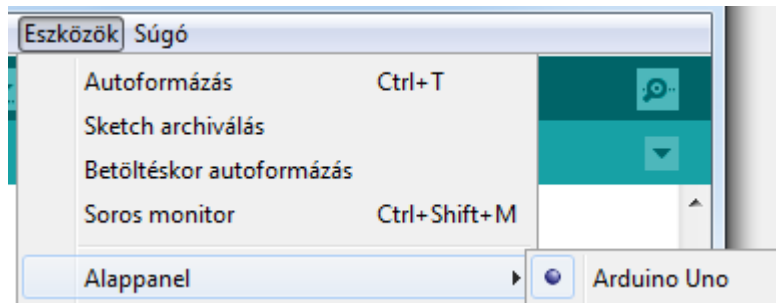 Eszközök Súgó
Autoformázás Ctrl+T
Sketch archiválás
Betöltéskor autoformázás
Soros monitor Ctrl+Shift+M
Alappanel Arduino Uno